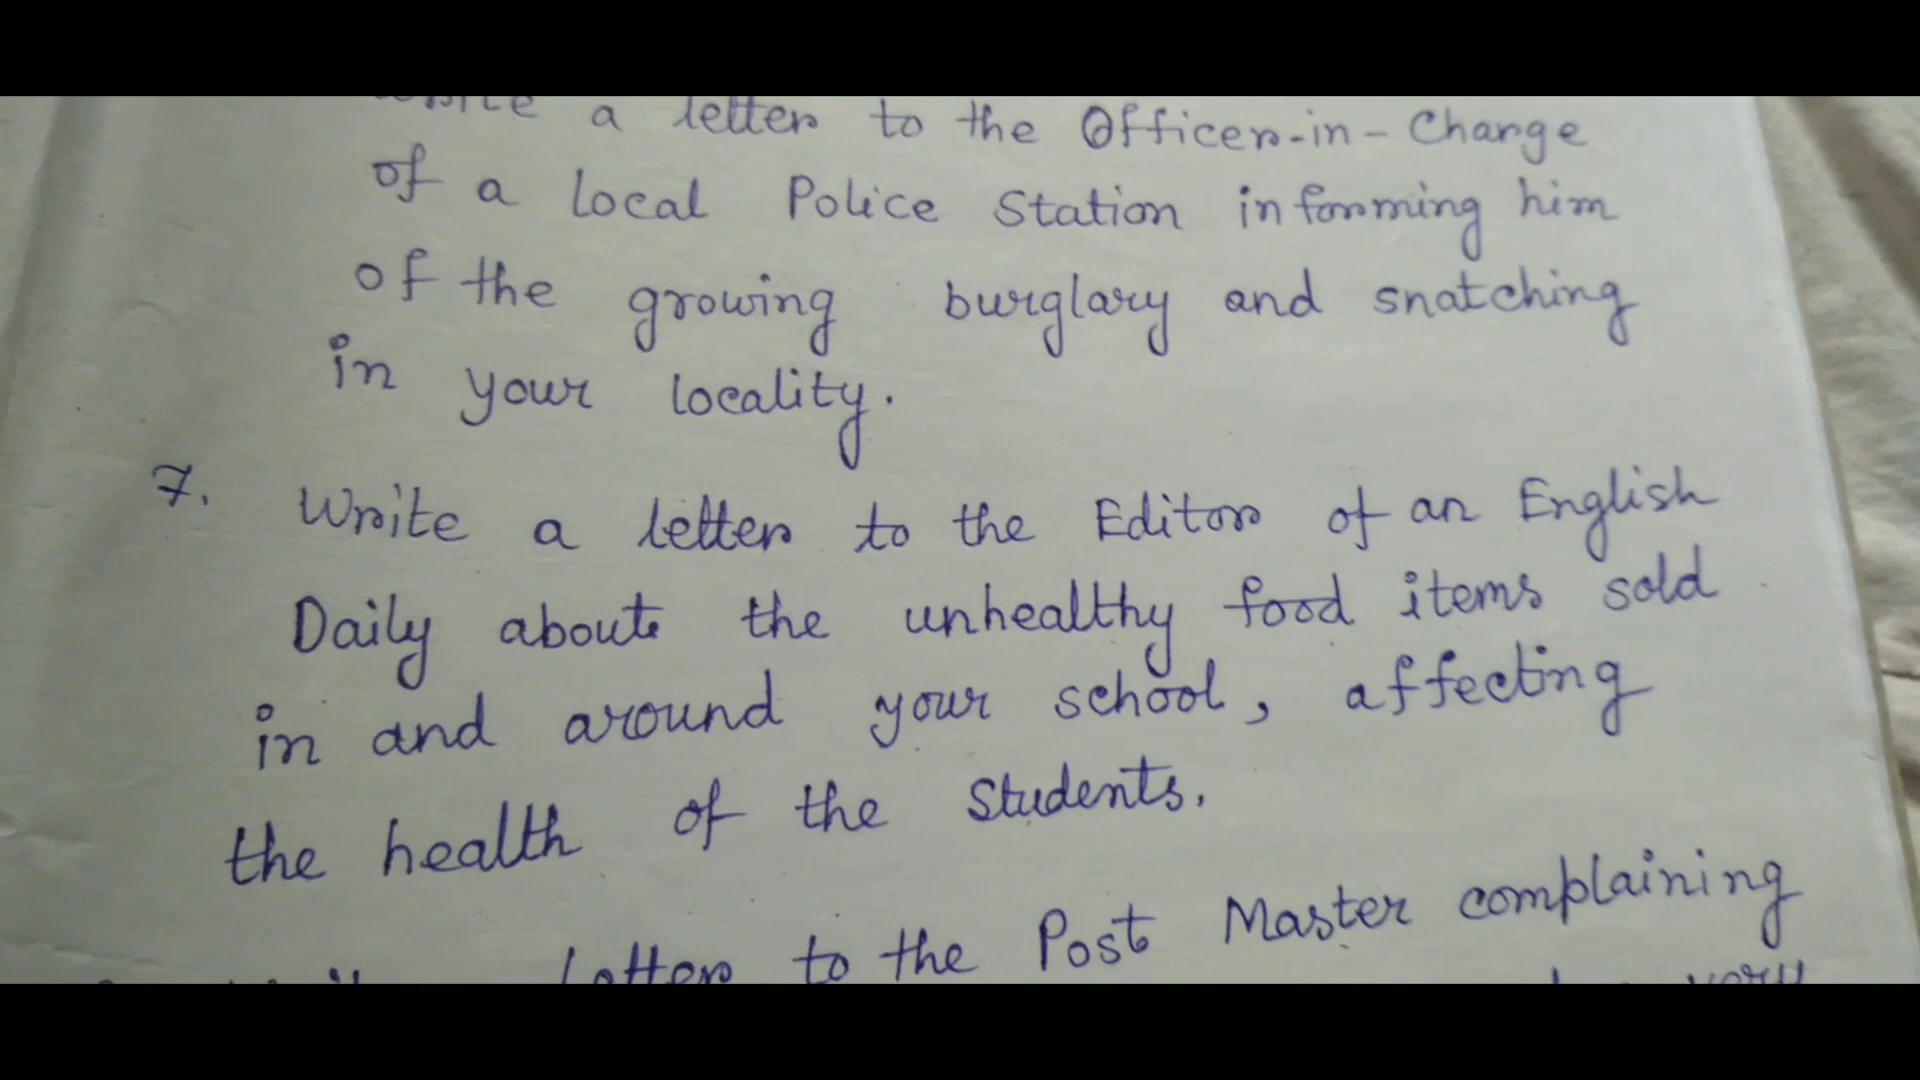 a letter to the Officer-in-Charge
of a local Police Station informing him
of the growing burglary and snatching
in your locality.
7. Write a letter to the Editor of an English
Daily about the unhealthy food items sold
in and around your school, affecting
the health of the students.
letter to the Post Master complaining